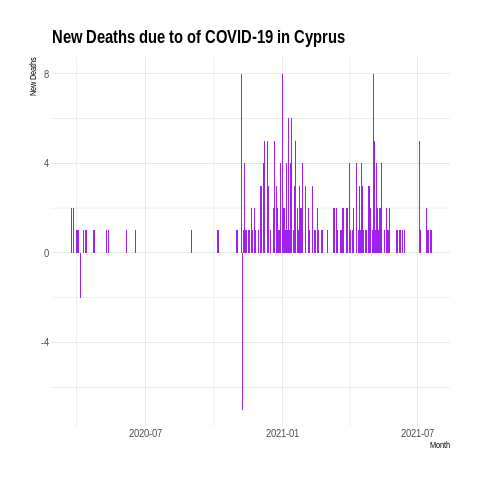 New Deaths due to of COVID-19 in Cyprus
New Deaths
8
4
0
-4
2020-07
2021-01
2021-07
Month